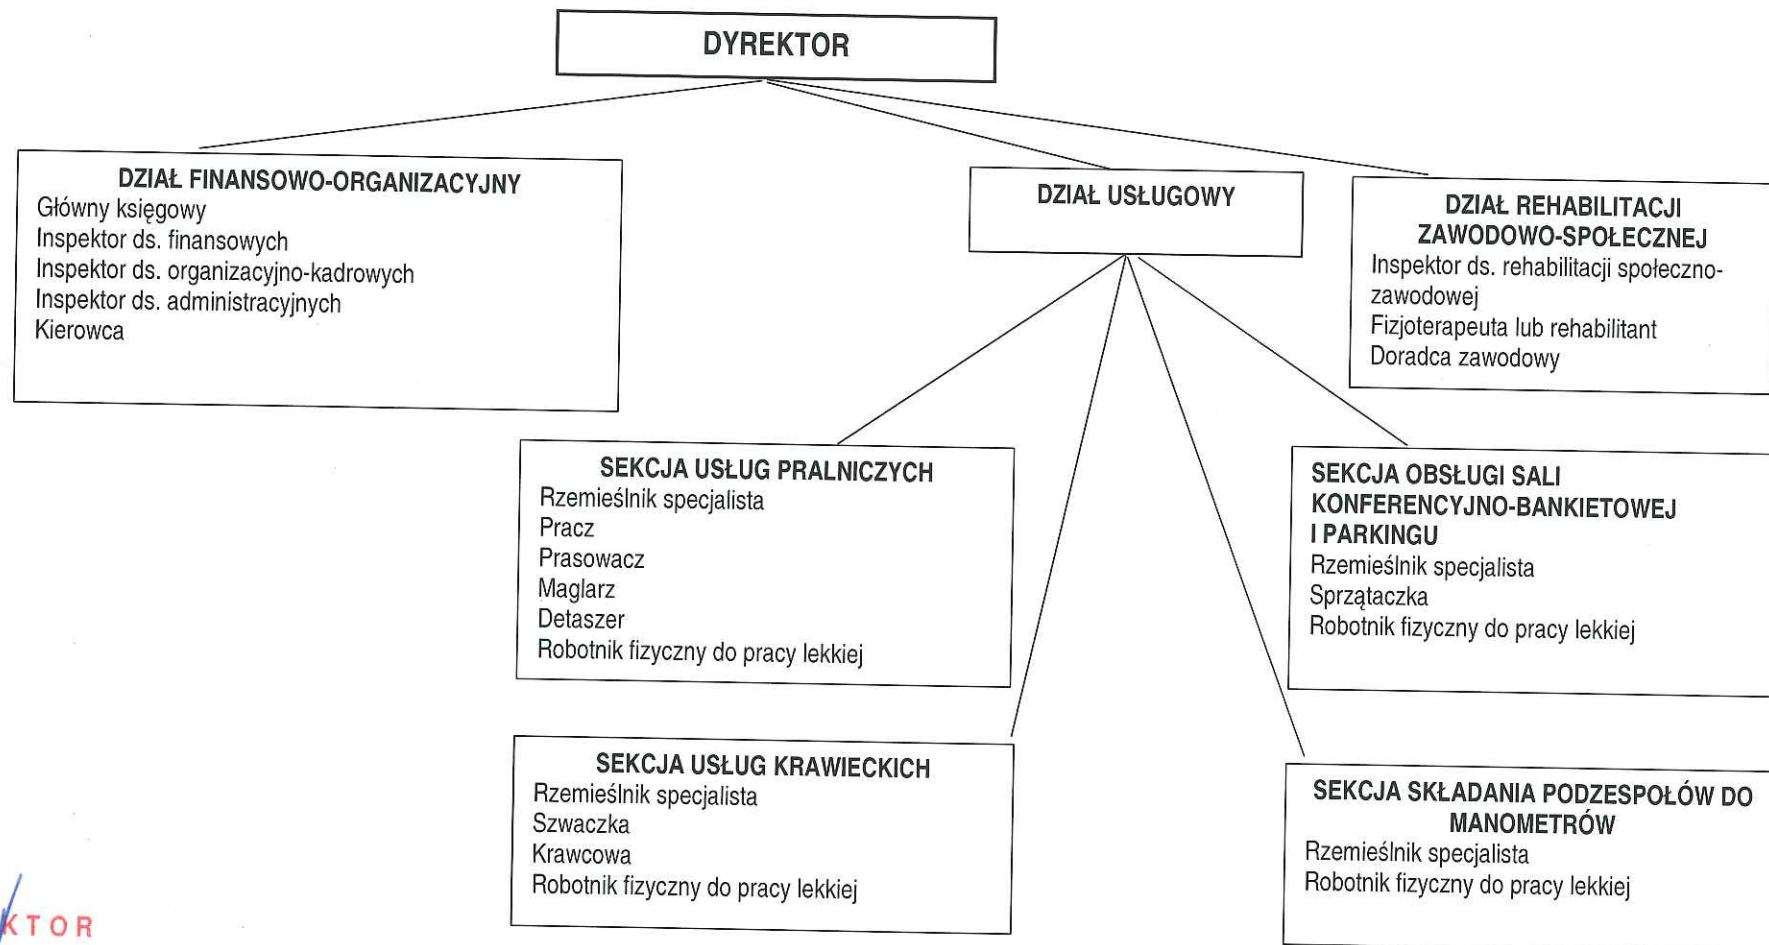 DYREKTOR
DZIAŁ FINANSOWO-ORGANIZACYJNY
Główny księgowy
Inspektor ds. finansowych
Inspektor ds. organizacyjno-kadrowych
Inspektor ds. administracyjnych
Kierowca
DZIAŁ USŁUGOWY
DZIAŁ REHABILITACJI
ZAWODOWO-SPOŁECZNEJ
Inspektor ds. rehabilitacji społeczno-
zawodowej
Fizjoterapeuta lub rehabilitant
Doradca zawodowy
SEKCJA USŁUG PRALNICZYCH
Rzemieślnik specjalista
Pracz
Prasowacz
Maglarz
Detaszer
Robotnik fizyczny do pracy lekkiej
SEKCJA OBSŁUGI SALI
KONFERENCYJNO-BANKIETOWEJ
I PARKINGU
Rzemieślnik specjalista
Sprzątaczka
Robotnik fizyczny do pracy lekkiej
SEKCJA USŁUG KRAWIECKICH
Rzemieślnik specjalista
Szwaczka
Krawcowa
Robotnik fizyczny do pracy lekkiej
SEKCJA SKŁADANIA PODZESPOŁÓW DO
MANOMETRÓW
Rzemieślnik specjalista
Robotnik fizyczny do pracy lekkiej
KTOR